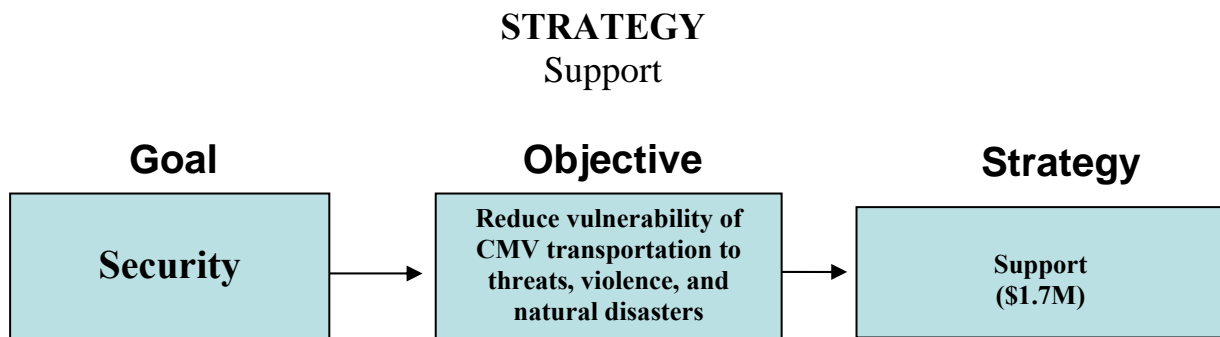 STRATEGY
Support
Goal
Objective
Strategy
Security
Reduce vulnerability of
CMV transportation to
threats, violence, and
natural disasters
Support
($1.7M)